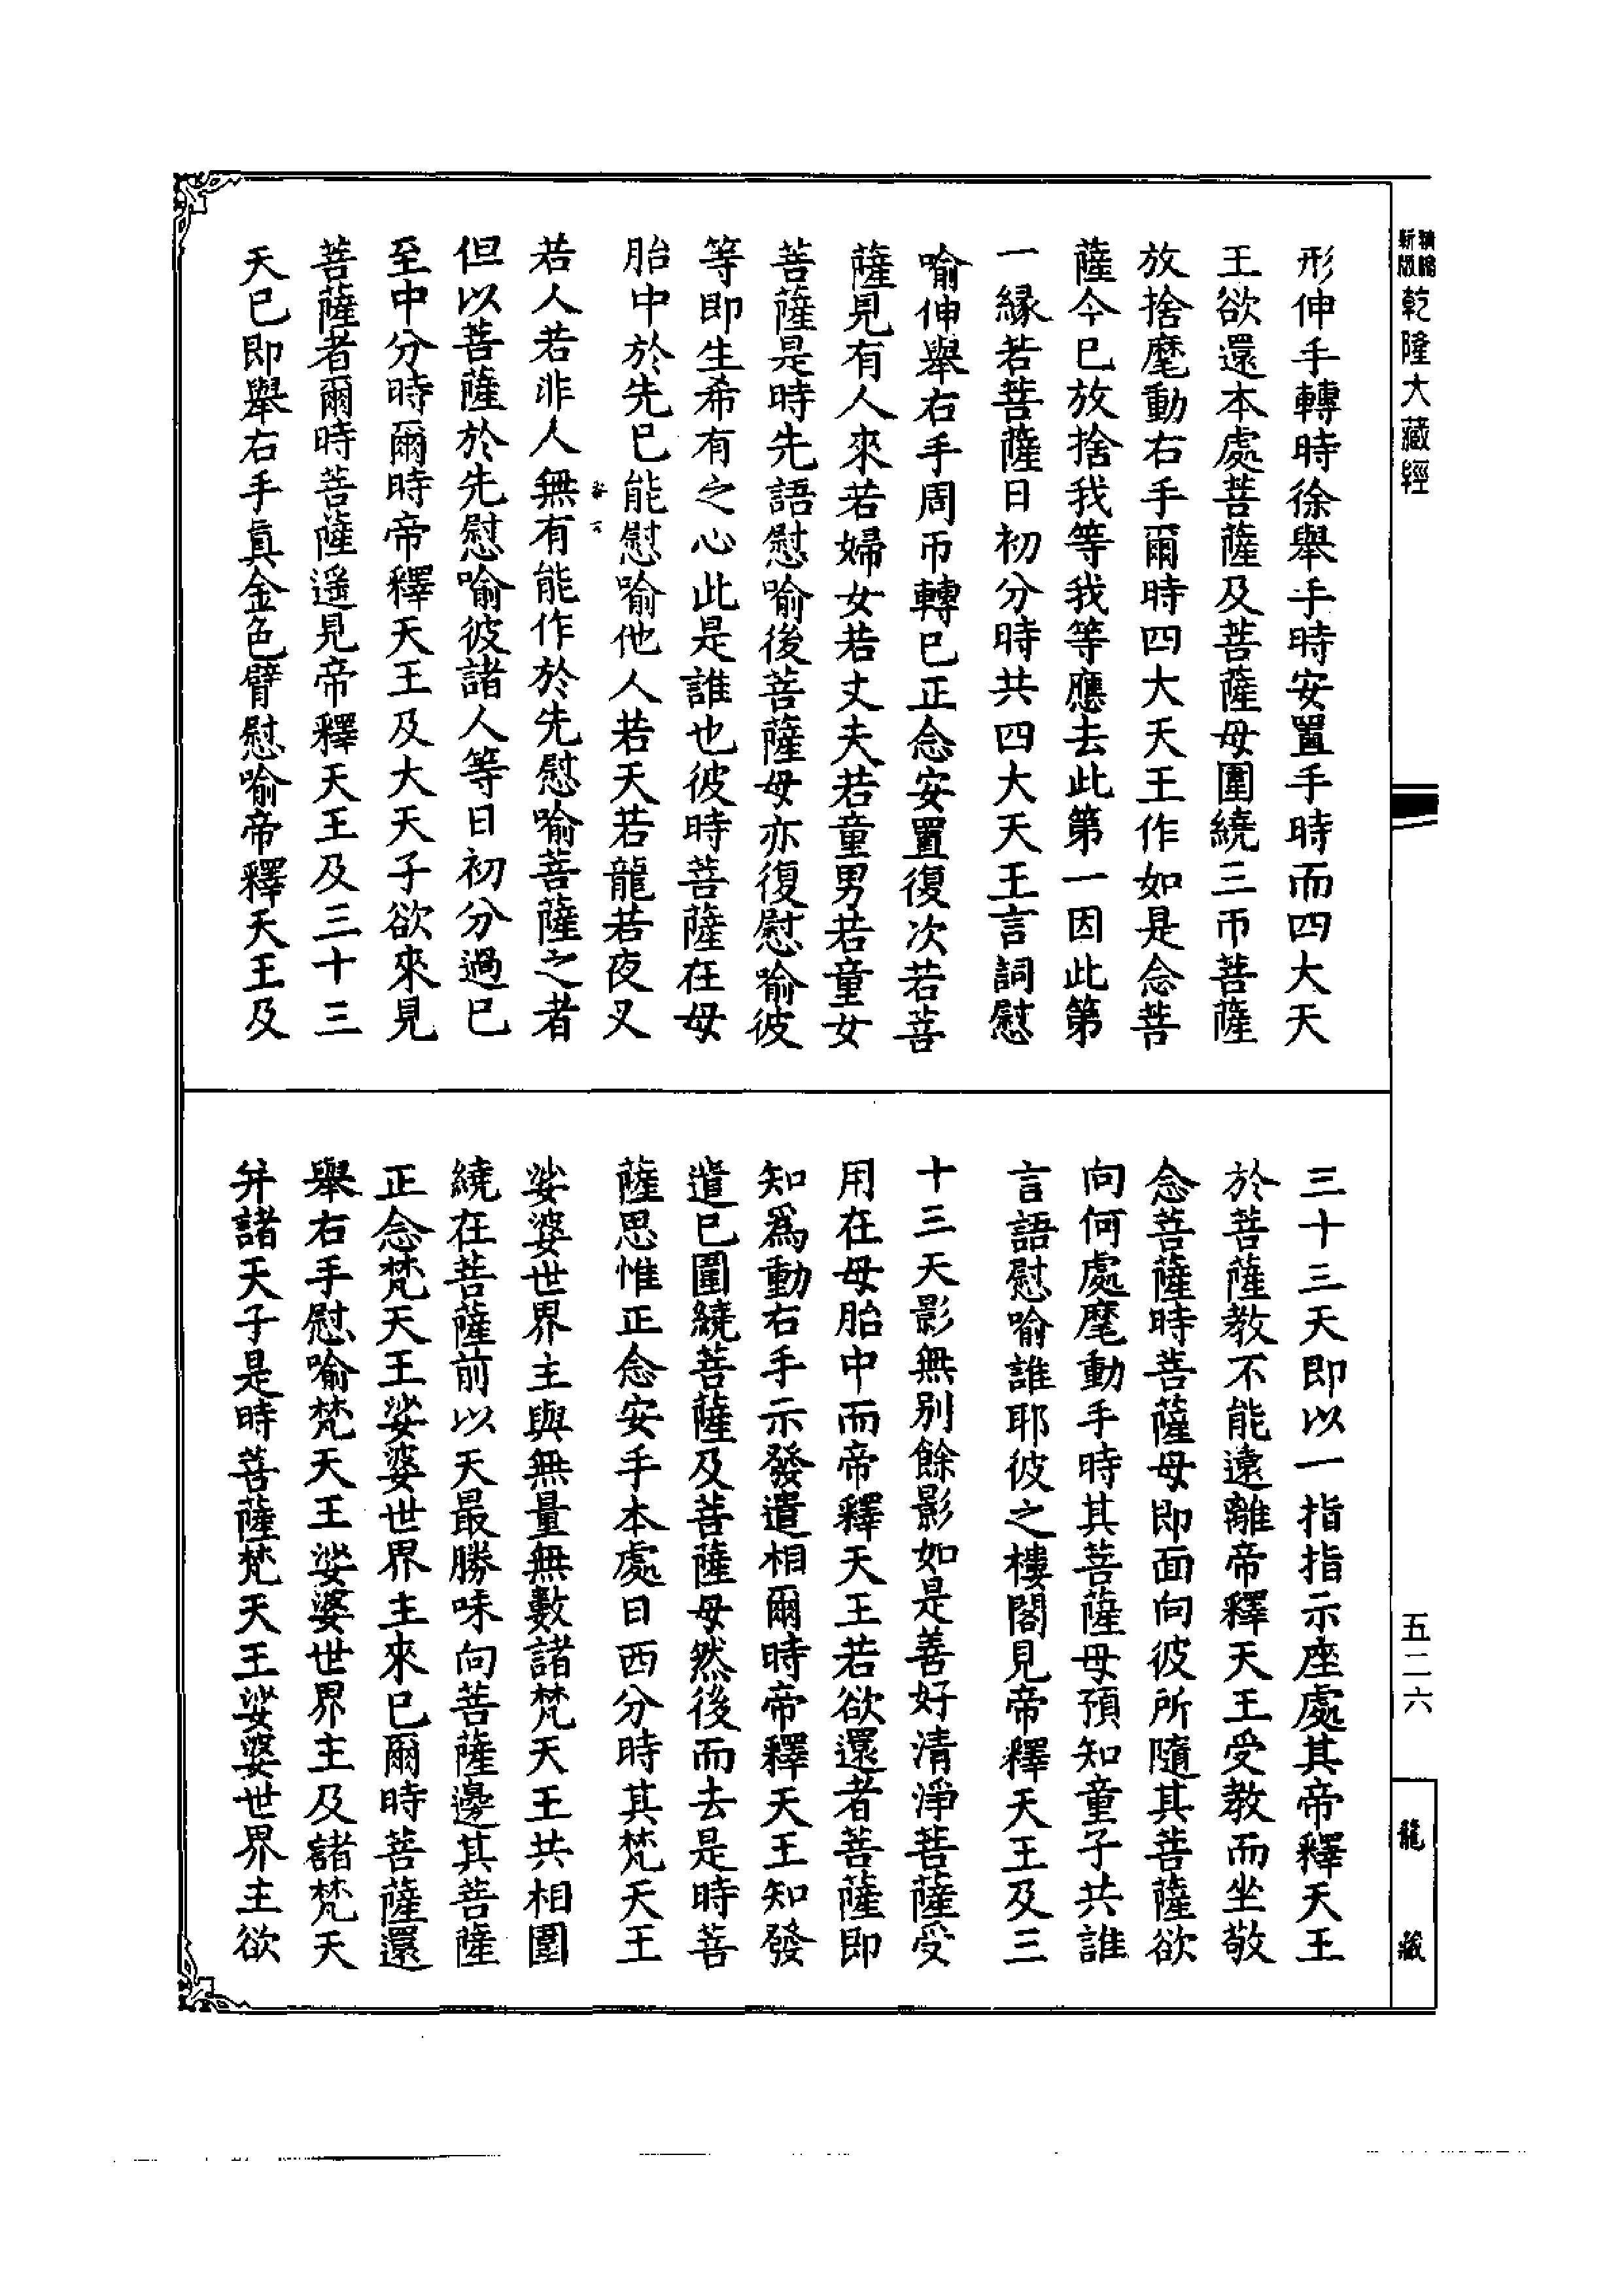 精縮
新版
乾隆大藏經
形伸手轉時徐舉手時安置手時而四大天
王欲還本處菩薩及菩薩母圍繞三帀菩薩
放捨麾動右手爾時四大天王作如是念菩
薩今已放捨我等我等應去此第一因此第
一緣若菩薩日初分時共四大天王言詞慰
喻伸舉右手周帀轉已正念安置復次若菩
薩見有人來若婦女若丈夫若童男若童女
菩薩是時先語慰喻後菩薩母亦復慰喻彼
等即生希有之心此是誰也彼時菩薩在母
胎中於先已能慰喻他人若天若龍若夜叉
若人若非人無有能作於先慰喻菩薩之者
但以菩薩於先慰喻彼諸人等日初分過已
至中分時爾時帝釋天王及大天子欲來見
菩薩者爾時菩薩遥見帝釋天王及三十三
天已即舉右手真金色臂慰喻帝釋天王及
三十三天即以一指指示座處其帝釋天王
於菩薩教不能遠離帝釋天王受教而坐敬
念菩薩時菩薩母即面向彼所隨其菩薩欲
向何處麾動手時其菩薩母預知童子共誰
言語慰喻誰耶彼之樓閣見帝釋天王及三
十三天影無別餘影如是善好清淨菩薩受
用在母胎中而帝釋天王若欲還者菩薩即
知爲動右手示發遣相爾時帝釋天王知發
遣已圍繞菩薩及菩薩母然後而去是時菩
薩思惟正念安手本處日西分時其梵天王
娑婆世界主與無量無數諸梵天王共相圍
繞在菩薩前以天最勝味向菩薩邊其菩薩
正念梵天王娑婆世界主來已爾時菩薩還
舉右手慰喻梵天王娑婆世界主及諸梵天
并諸天子是時菩薩梵天王娑婆世界主欲
五二六
龍藏